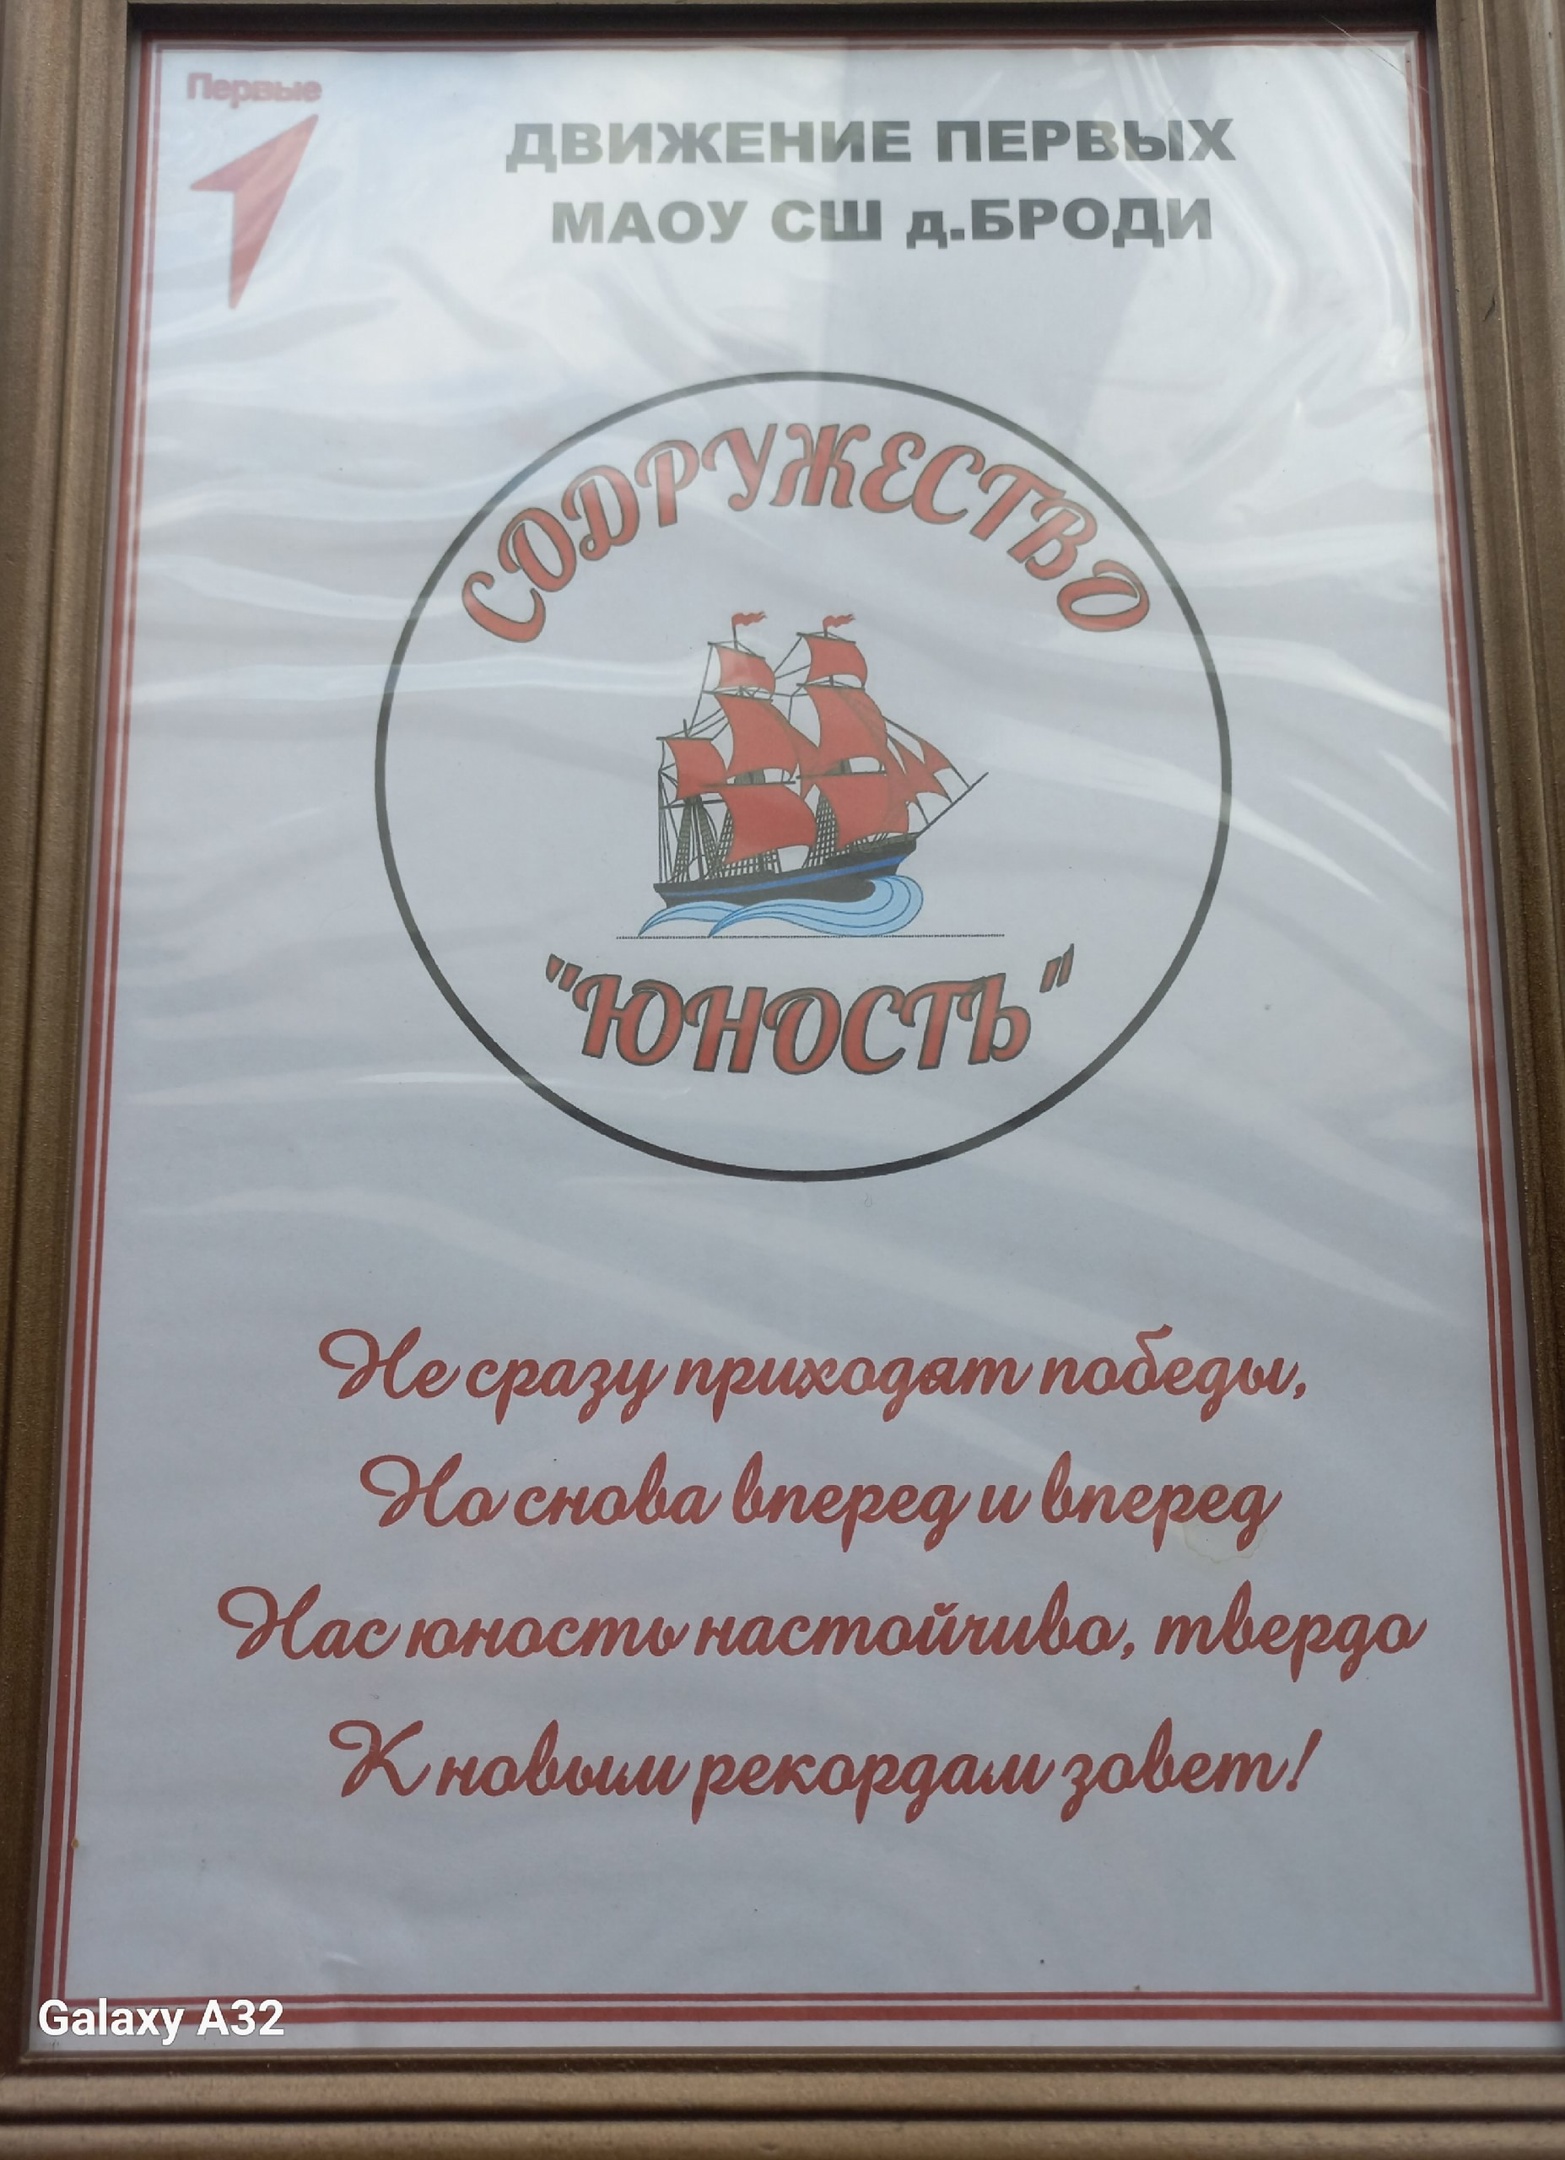 Первые
ДВИЖЕНИЕ ПЕРВЫХ
МАОУ СШ д.БРОДИ
СОДРУЖЕСТВО
"ЮНОСТЬ"
Не сразу приходят победы,
Но снова вперед и вперед
Нас юность настойчиво, твердо
К новым рекордам зовет!
Galaxy A32